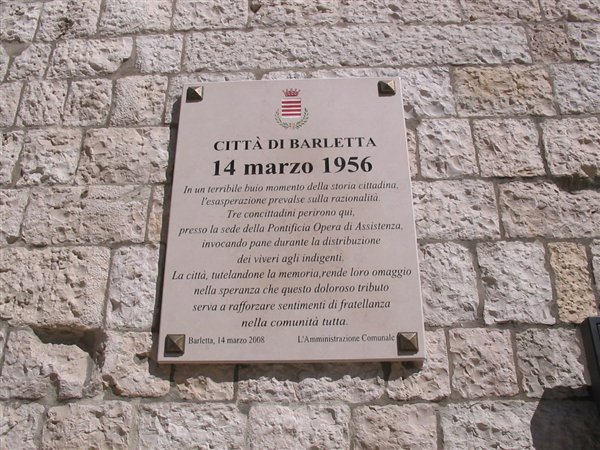 CITTÀ DI BARLETTA
14 marzo 1956
In un terribile buio momento della storia cittadina,
l'esasperazione prevalse sulla razionalità.
Tre concittadini perirono qui,
presso la sede della Pontificia Opera di Assistenza,
invocando pane durante la distribuzione
dei viveri agli indigenti.
La città, tutelandone la memoria,rende loro omaggio
nella speranza che questo doloroso tributo
serva a rafforzare sentimenti di fratellanza
nella comunità tutta.
Barletta, 14 marzo 2008 L'Amministrazione Comunale